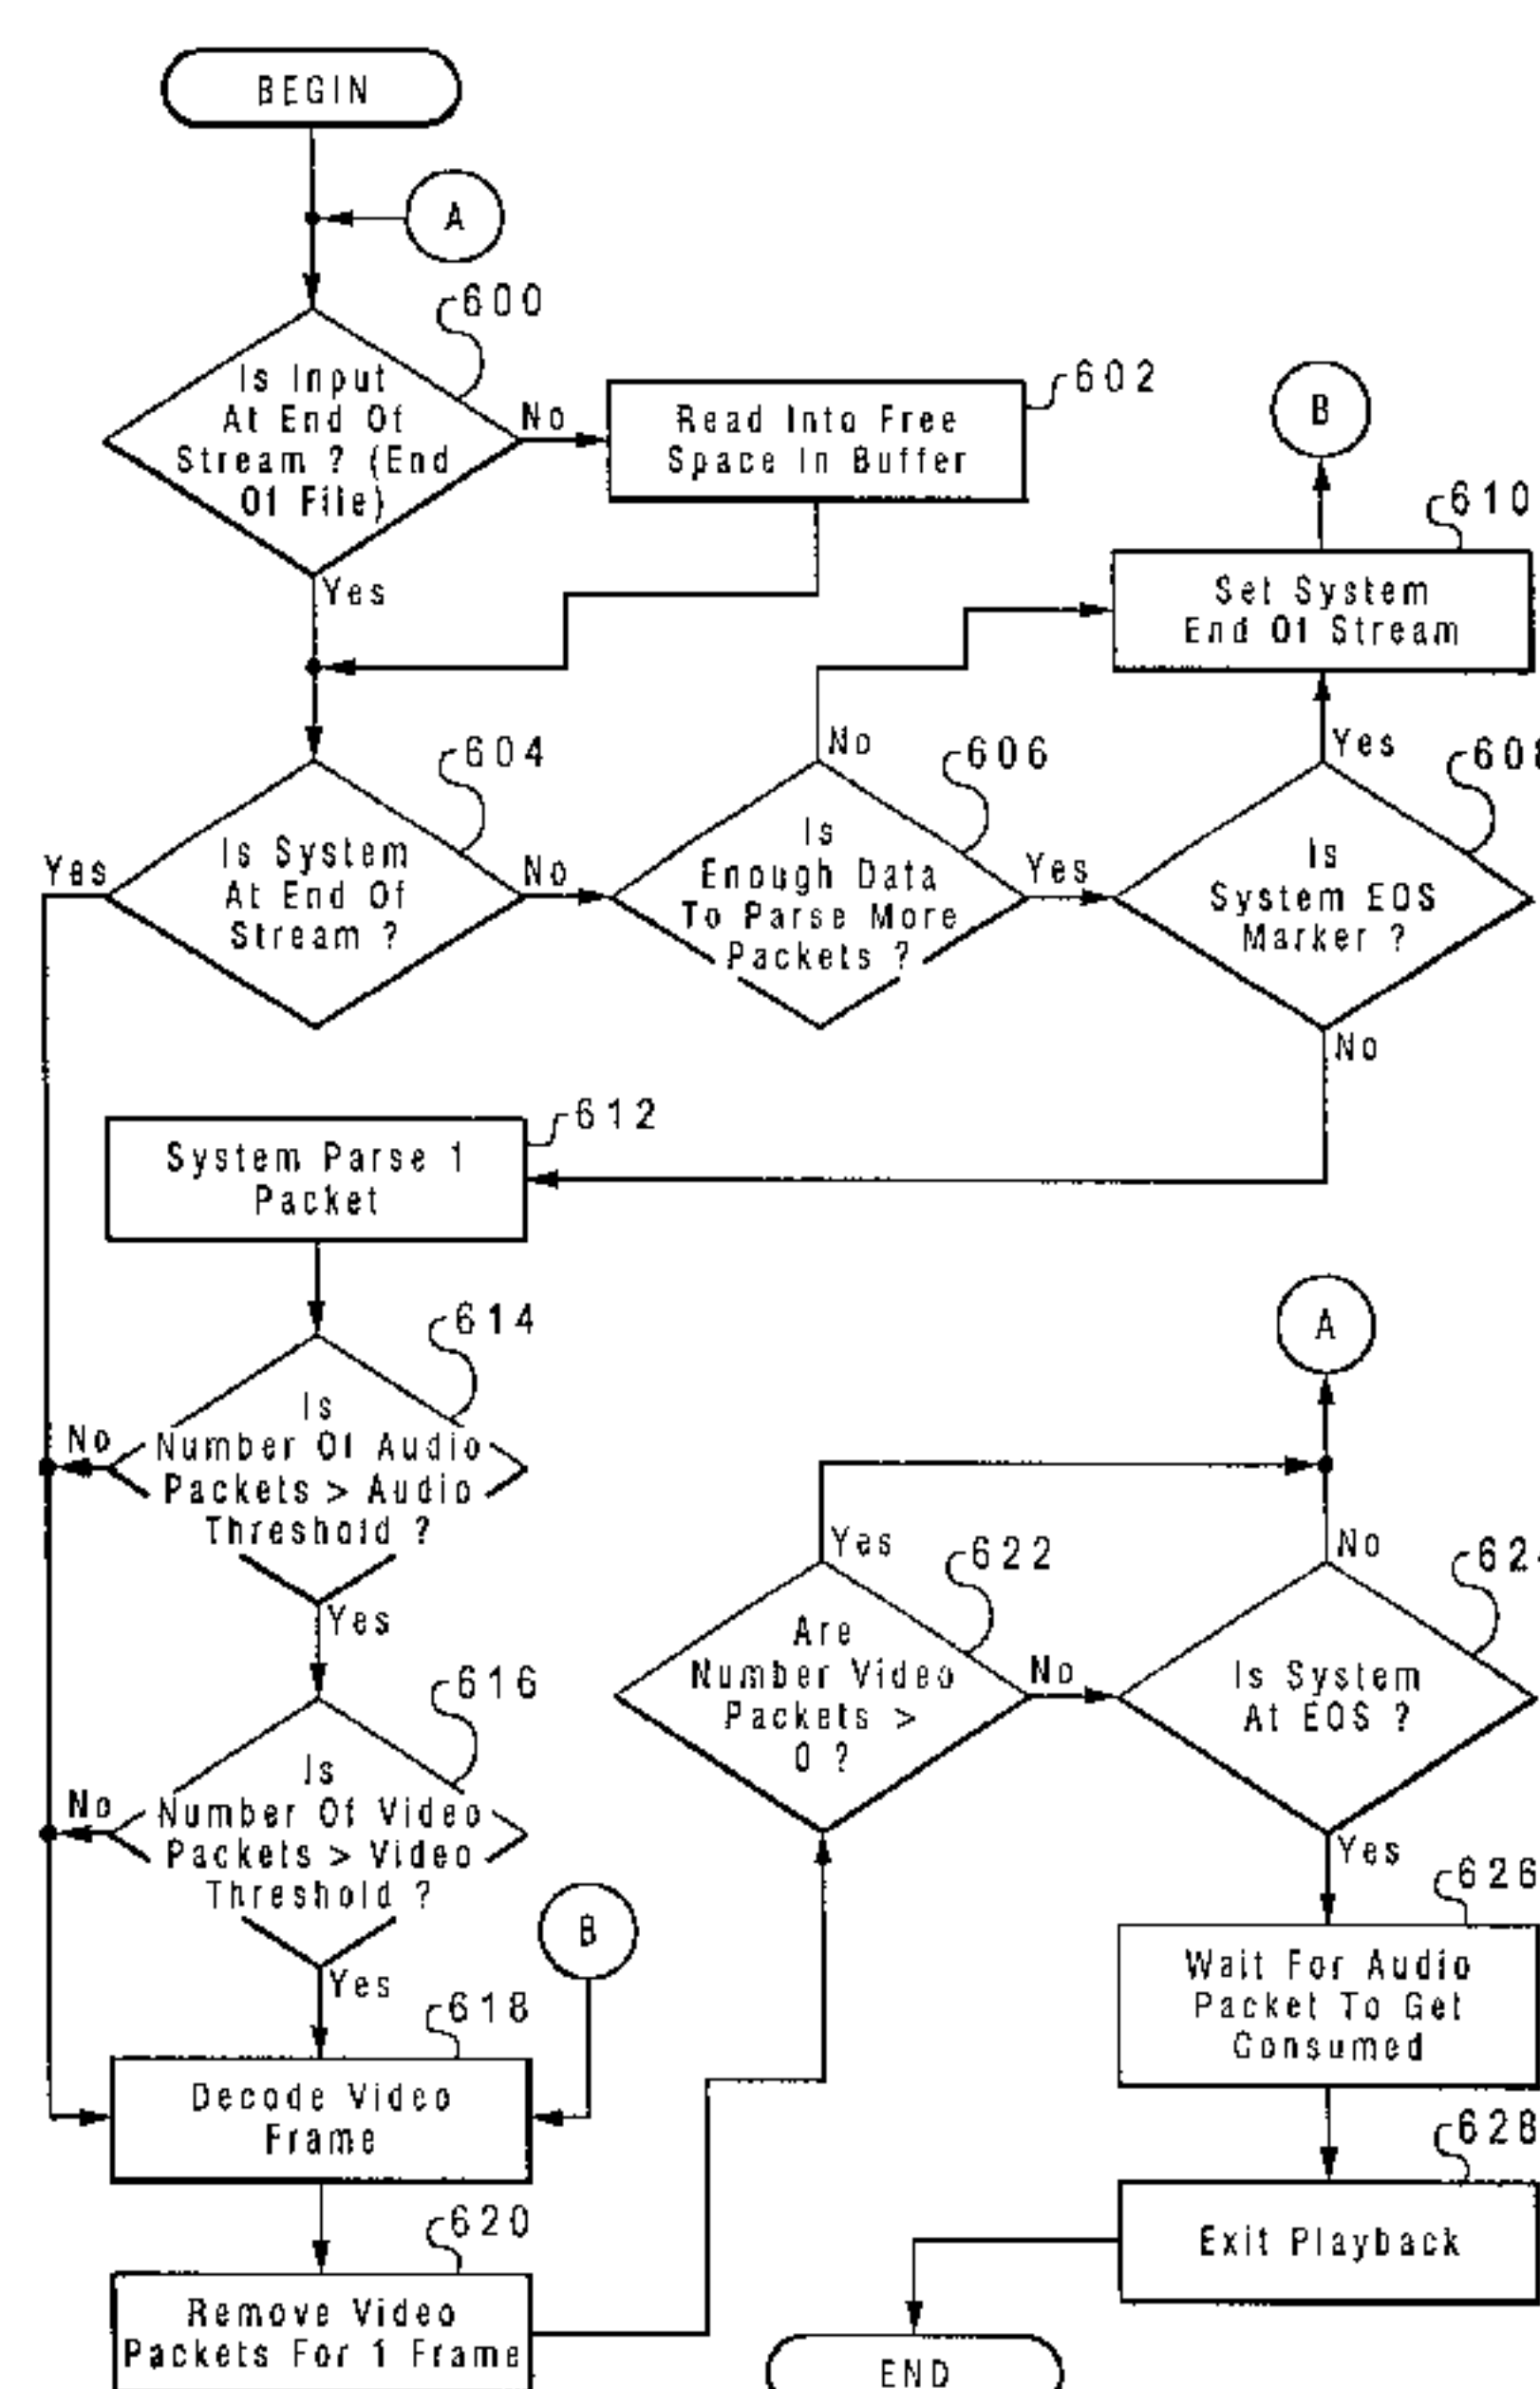 BEGIN
A
600
Is Input
At End Of
Stream ? (End
Of File)
No
Yes
602
Read Into Free
Space In Buffer
B
610
Set System
End Of Stream
604
Is System
At End Of
Stream ?
Yes
No
606
Is
Enough Data
To Parse More
Packets ?
No
Yes
Is
System EOS
Marker ?
Yes
No
612
System Parse 1
Packet
614
Is
Number Of Audio
Packets > Audio
Threshold ?
No
Yes
616
Is
Number Of Video
Packets > Video
Threshold ?
No
Yes
B
618
Decode Video
Frame
620
Remove Video
Packets For 1 Frame
A
622
Are
Number Video
Packets >
0 ?
Yes
No
Is System
At EOS ?
No
Yes
626
Wait For Audio
Packet To Get
Consumed
628
Exit Playback
END